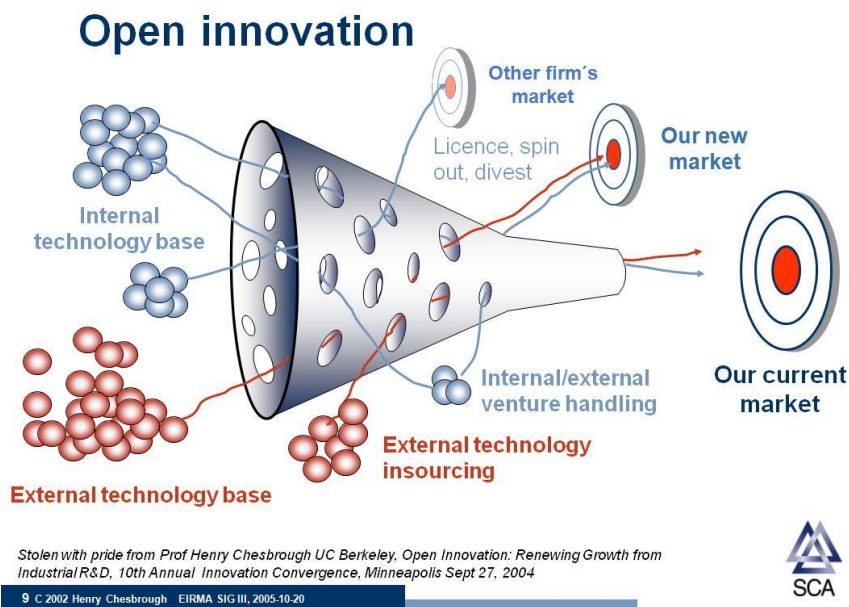 Open innovation
Other firm´s
market
Licence, spin
out, divest
Our new
market
Internal
technology base
Internal/external
venture handling
Our current
market
External technology
insourcing
External technology base
Stolen with pride from Prof Henry Chesbrough UC Berkeley, Open Innovation: Renewing Growth from
Industrial R&D, 10th Annual Innovation Convergence, Minneapolis Sept 27, 2004
SCA
9 C 2002 Henry Chesbrough EIRMA SIG III, 2005-10-20